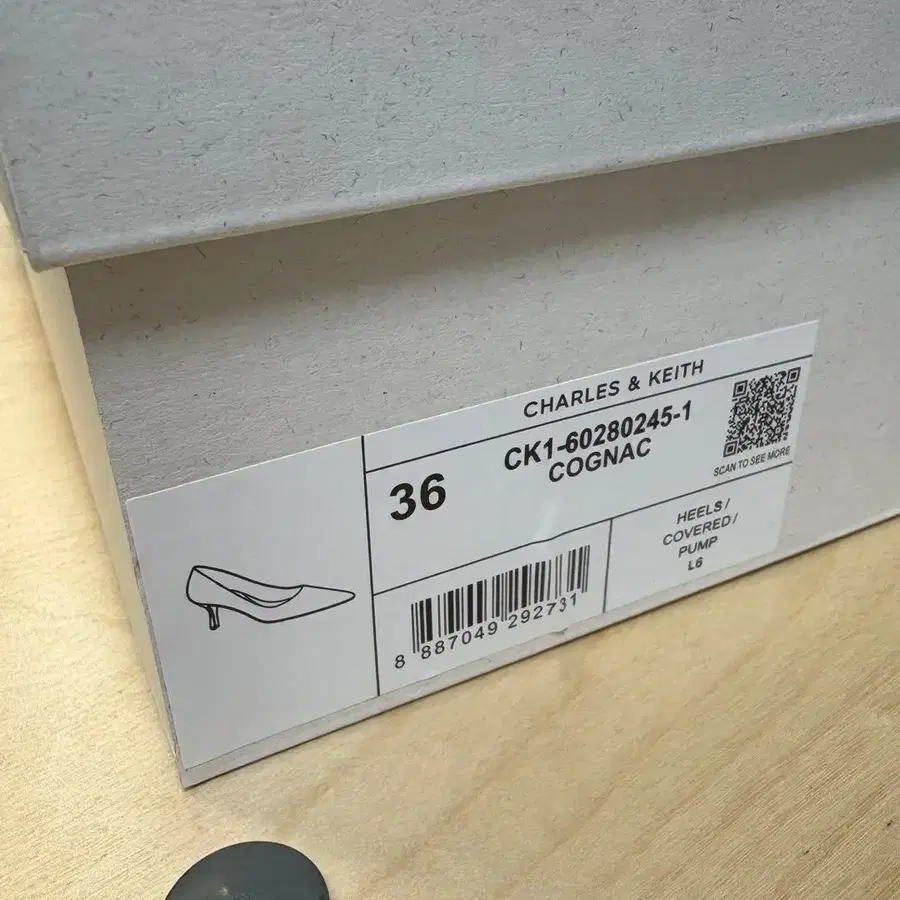 CHARLES & KEITH
36
CK1-60280245-1
COGNAC
SCAN TO SEE MORE
8 887049 292731
HEELS/
COVERED/
PUMP
L6